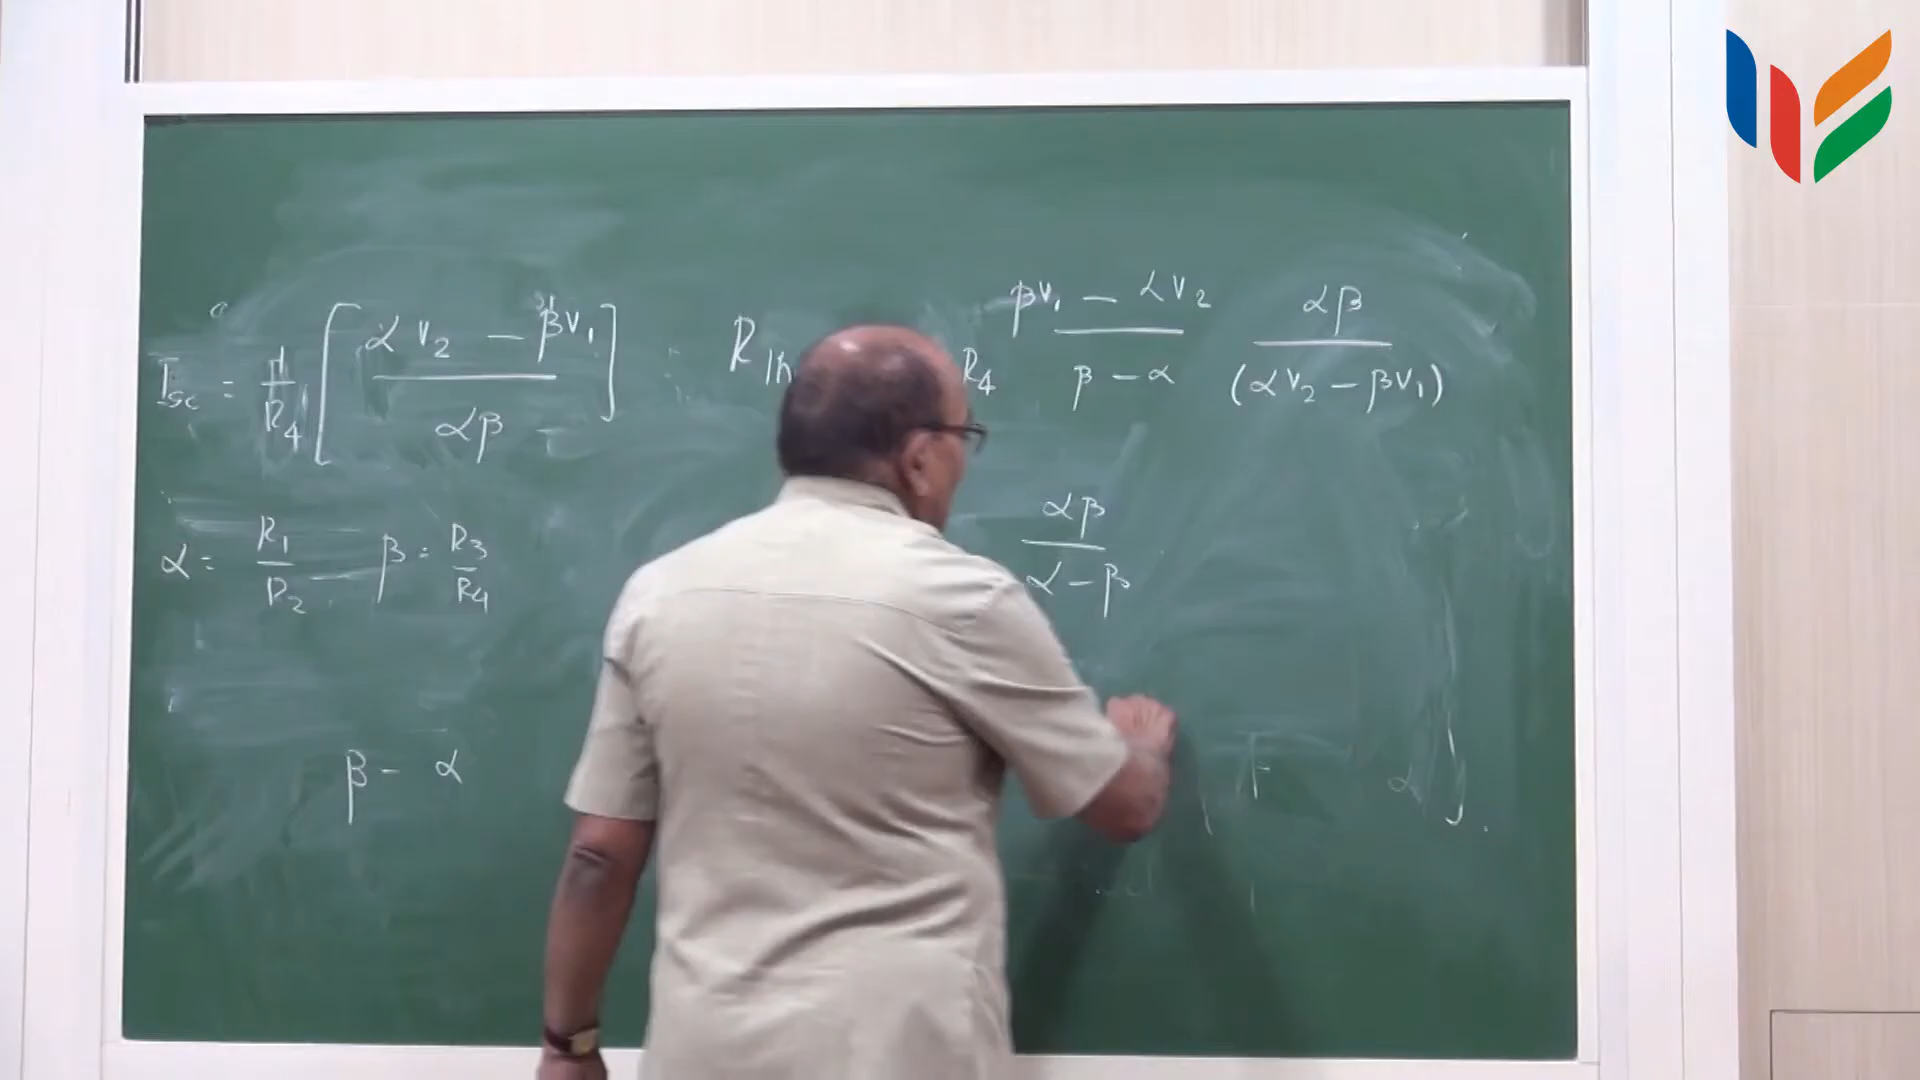 I_sc = 1/R_4 [ (αV_2 - βV_1) / αβ ]
R_Th R_4 (βV_1 - αV_2) / (β - α) αβ / (αV_2 - βV_1)
α = R_1/R_2 β = R_3/R_4
αβ / (α - β)
β - α